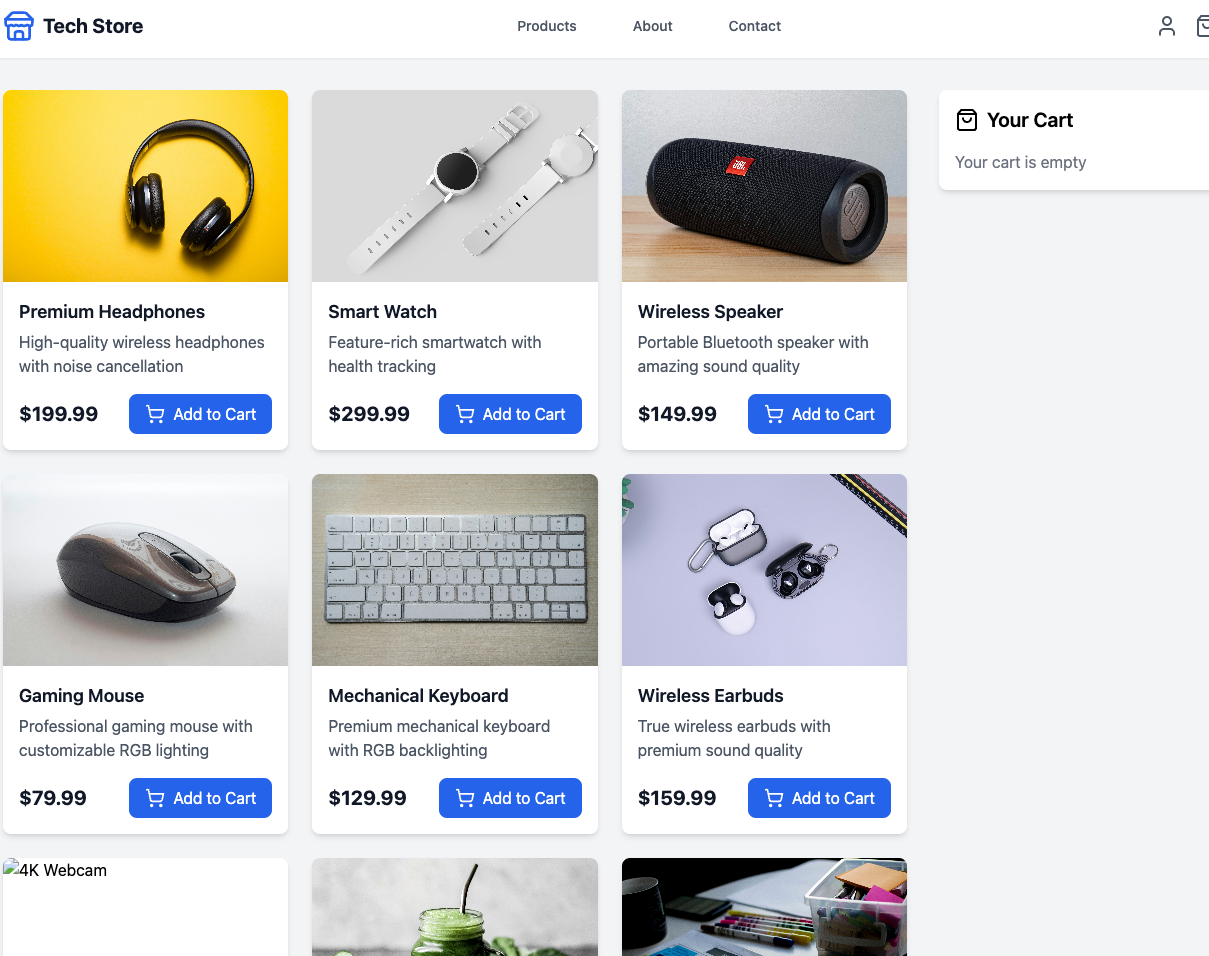 Tech Store
Products
About
Contact
Your Cart
Your cart is empty
JBL
Premium Headphones
High-quality wireless headphones
with noise cancellation
$199.99
Add to Cart
Smart Watch
Feature-rich smartwatch with
health tracking
$299.99
Add to Cart
Wireless Speaker
Portable Bluetooth speaker with
amazing sound quality
$149.99
Add to Cart
Gaming Mouse
Professional gaming mouse with
customizable RGB lighting
$79.99
Add to Cart
Mechanical Keyboard
Premium mechanical keyboard
with RGB backlighting
$129.99
Add to Cart
Wireless Earbuds
True wireless earbuds with
premium sound quality
$159.99
Add to Cart
4K Webcam